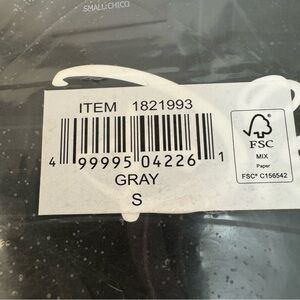 SMALL:CHICO
ITEM 1821993
4 99995 04226 1
GRAY
S
FSC
MIX
Paper
FSC® C156542